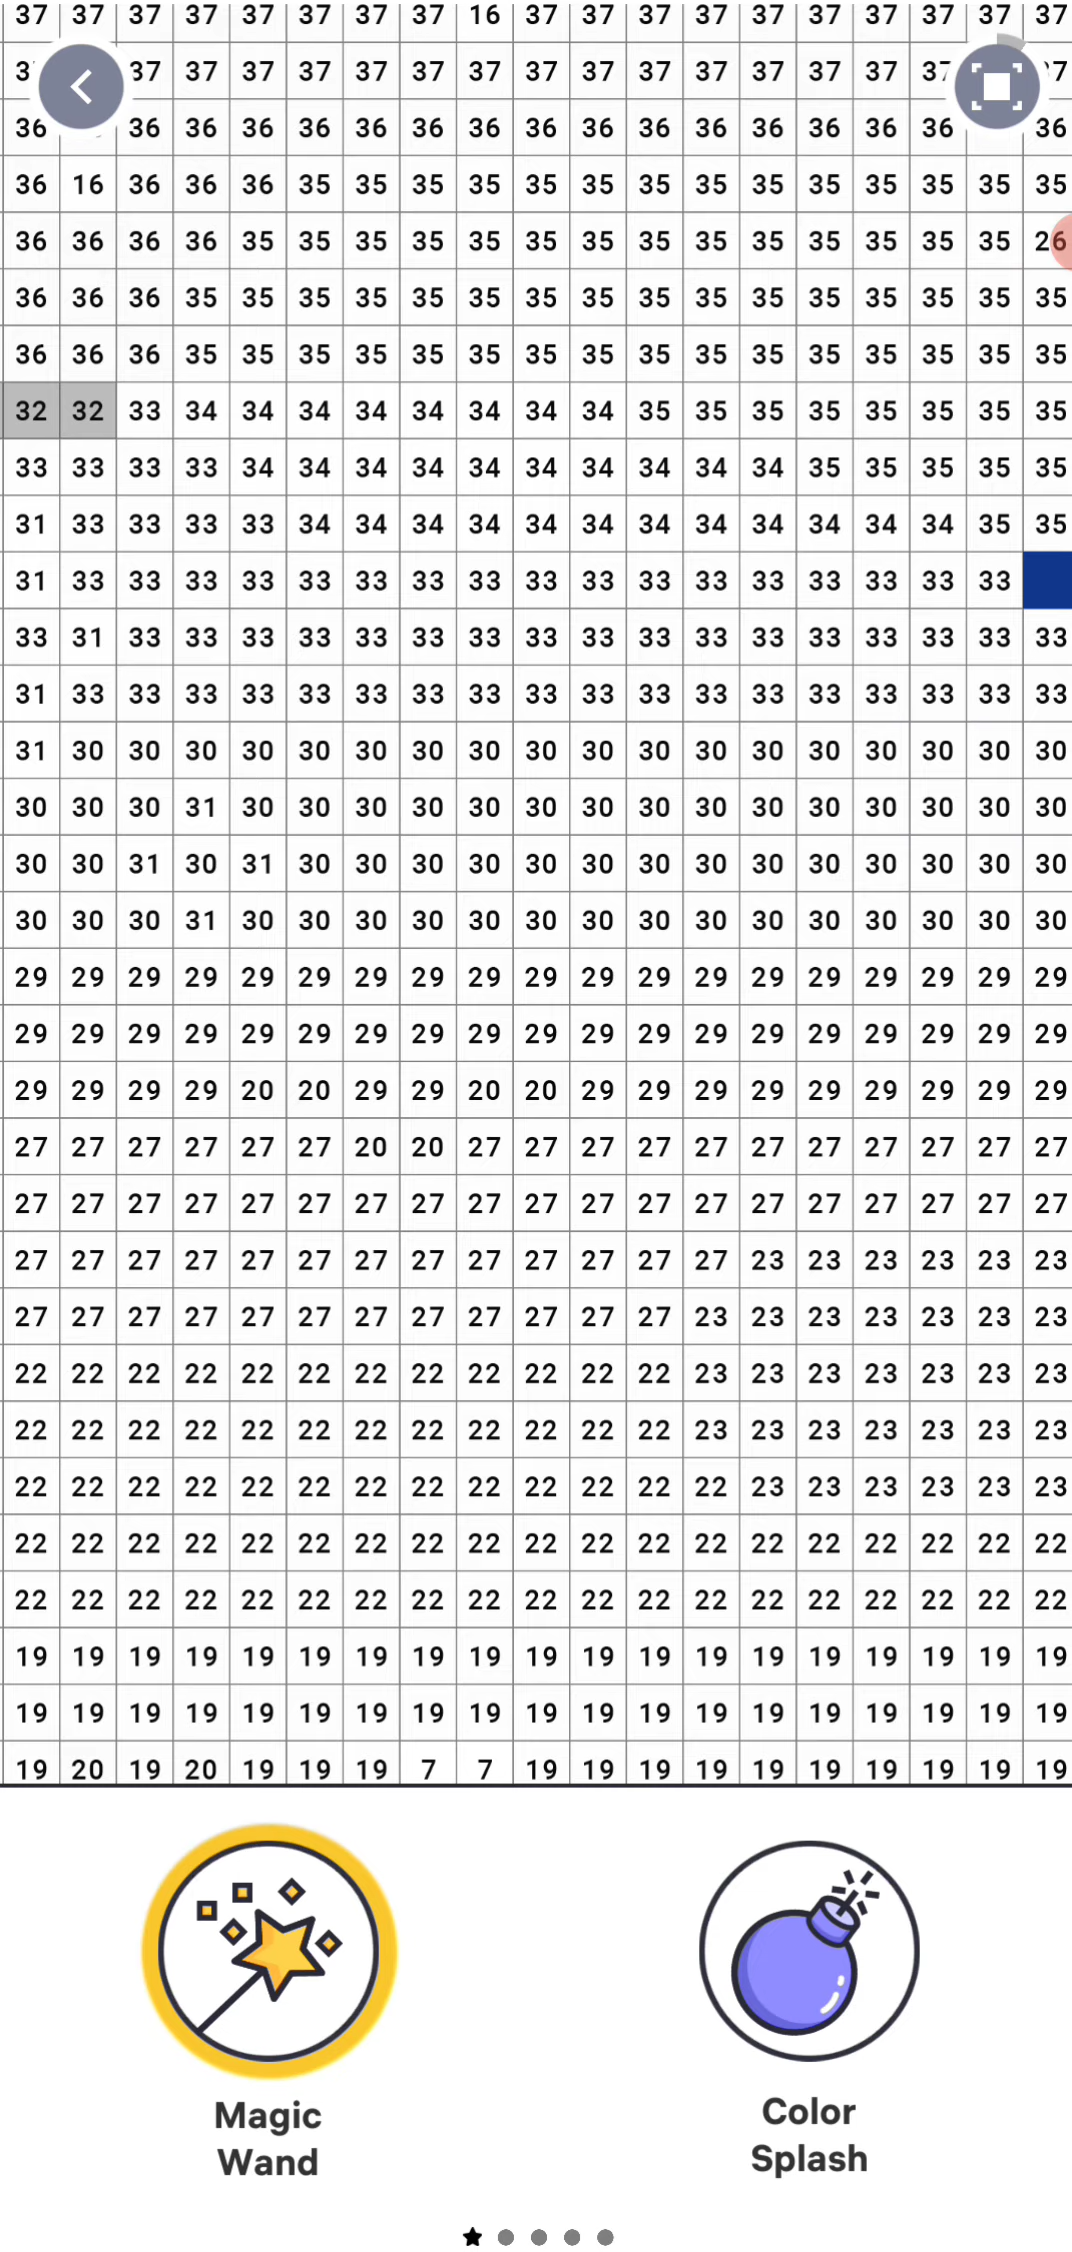 37 37 37 37 37 37 37 37 16 37 37 37 37 37 37 37 37 37 37
37 37 37 37 37 37 37 37 37 37 37 37 37 37
36 36 36 36 36 36 36 36 36 36 36 36 36 36 36 36 36
36 16 36 36 36 35 35 35 35 35 35 35 35 35 35 35 35 35 35
36 36 36 36 35 35 35 35 35 35 35 35 35 35 35 35 35 35 26
36 36 36 35 35 35 35 35 35 35 35 35 35 35 35 35 35 35 35
36 36 36 35 35 35 35 35 35 35 35 35 35 35 35 35 35 35 35
32 32 33 34 34 34 34 34 34 34 34 35 35 35 35 35 35 35 35
33 33 33 33 34 34 34 34 34 34 34 34 34 34 35 35 35 35 35
31 33 33 33 33 34 34 34 34 34 34 34 34 34 34 34 34 35 35
31 33 33 33 33 33 33 33 33 33 33 33 33 33 33 33 33 33
33 31 33 33 33 33 33 33 33 33 33 33 33 33 33 33 33 33 33
31 33 33 33 33 33 33 33 33 33 33 33 33 33 33 33 33 33 33
31 30 30 30 30 30 30 30 30 30 30 30 30 30 30 30 30 30 30
30 30 30 31 30 30 30 30 30 30 30 30 30 30 30 30 30 30 30
30 30 31 30 31 30 30 30 30 30 30 30 30 30 30 30 30 30 30
30 30 30 31 30 30 30 30 30 30 30 30 30 30 30 30 30 30 30
29 29 29 29 29 29 29 29 29 29 29 29 29 29 29 29 29 29 29
29 29 29 29 29 29 29 29 29 29 29 29 29 29 29 29 29 29 29
29 29 29 29 20 20 29 29 20 20 29 29 29 29 29 29 29 29 29
27 27 27 27 27 27 20 20 27 27 27 27 27 27 27 27 27 27 27
27 27 27 27 27 27 27 27 27 27 27 27 27 27 27 27 27 27 27
27 27 27 27 27 27 27 27 27 27 27 27 27 23 23 23 23 23 23
27 27 27 27 27 27 27 27 27 27 27 27 23 23 23 23 23 23 23
22 22 22 22 22 22 22 22 22 22 22 22 23 23 23 23 23 23 23
22 22 22 22 22 22 22 22 22 22 22 22 23 23 23 23 23 23 23
22 22 22 22 22 22 22 22 22 22 22 22 22 23 23 23 23 23 23
22 22 22 22 22 22 22 22 22 22 22 22 22 22 22 22 22 22 22
22 22 22 22 22 22 22 22 22 22 22 22 22 22 22 22 22 22 22
19 19 19 19 19 19 19 19 19 19 19 19 19 19 19 19 19 19 19
19 19 19 19 19 19 19 19 19 19 19 19 19 19 19 19 19 19 19
19 20 19 20 19 19 19 7 7 19 19 19 19 19 19 19 19 19 19
Magic
Wand
Color
Splash